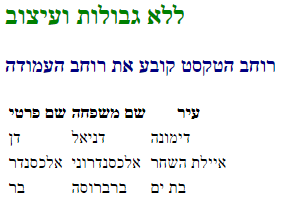 ללא גבולות ועיצוב
רוחב הטקסט קובע את רוחב העמודה
שם פרטי שם משפחה עיר
דן דניאל דימונה
אלכסנדר אלכסנדרוני איילת השחר
בר ברברוסה בת ים